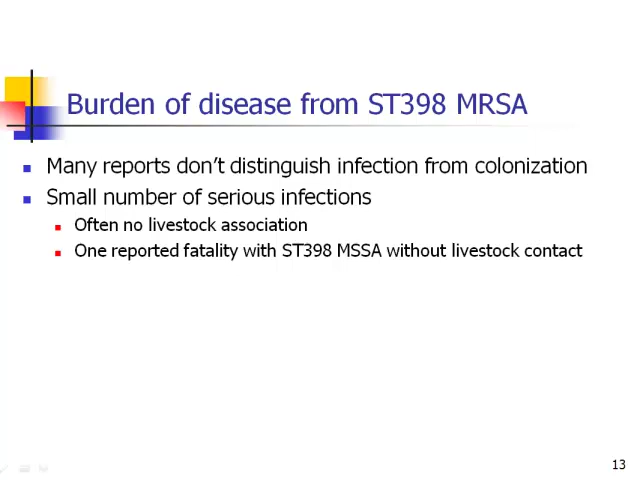 Burden of disease from ST398 MRSA
Many reports don't distinguish infection from colonization
Small number of serious infections
Often no livestock association
One reported fatality with ST398 MSSA without livestock contact
13